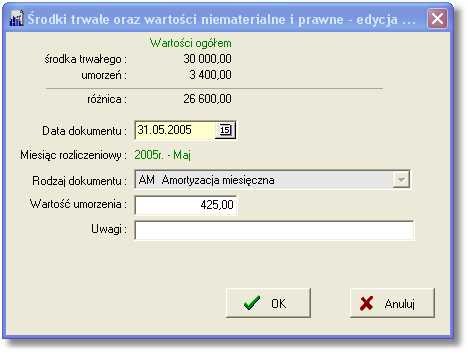 Środki trwałe oraz wartości niematerialne i prawne - edycja ...
Wartości ogółem
środka trwałego : 30 000,00
umorzeń : 3 400,00
różnica : 26 600,00
Data dokumentu : 31.05.2005 15
Miesiąc rozliczeniowy : 2005r. - Maj
Rodzaj dokumentu : AM Amortyzacja miesięczna
Wartość umorzenia : 425,00
Uwagi :
OK Anuluj